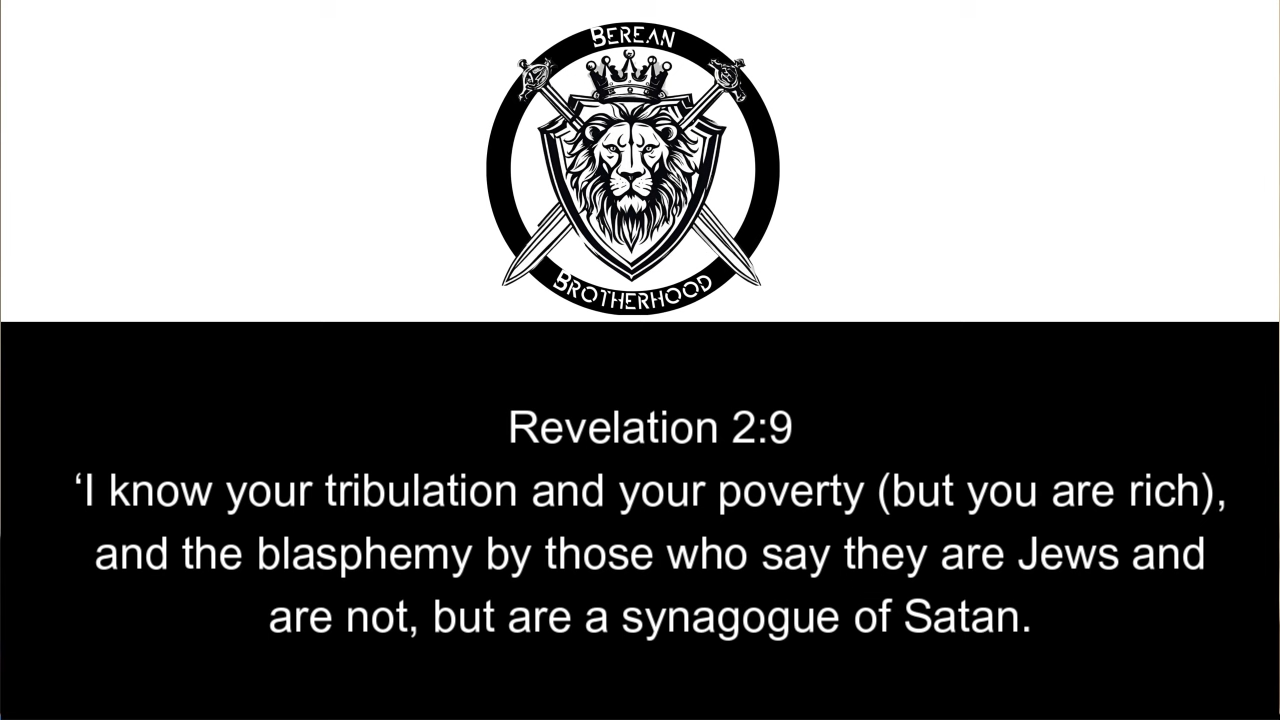 BEREAN
BROTHERHOOD
Revelation 2:9
‘I know your tribulation and your poverty (but you are rich),
and the blasphemy by those who say they are Jews and
are not, but are a synagogue of Satan.